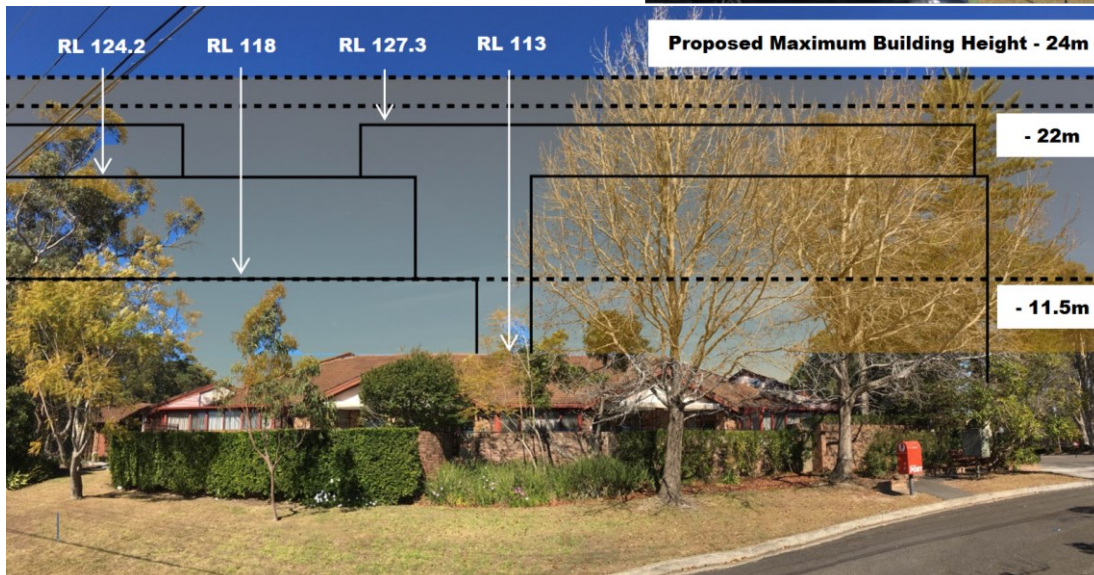 RL 124.2
RL 118
RL 127.3
RL 113
Proposed Maximum Building Height - 24m
- 22m
- 11.5m